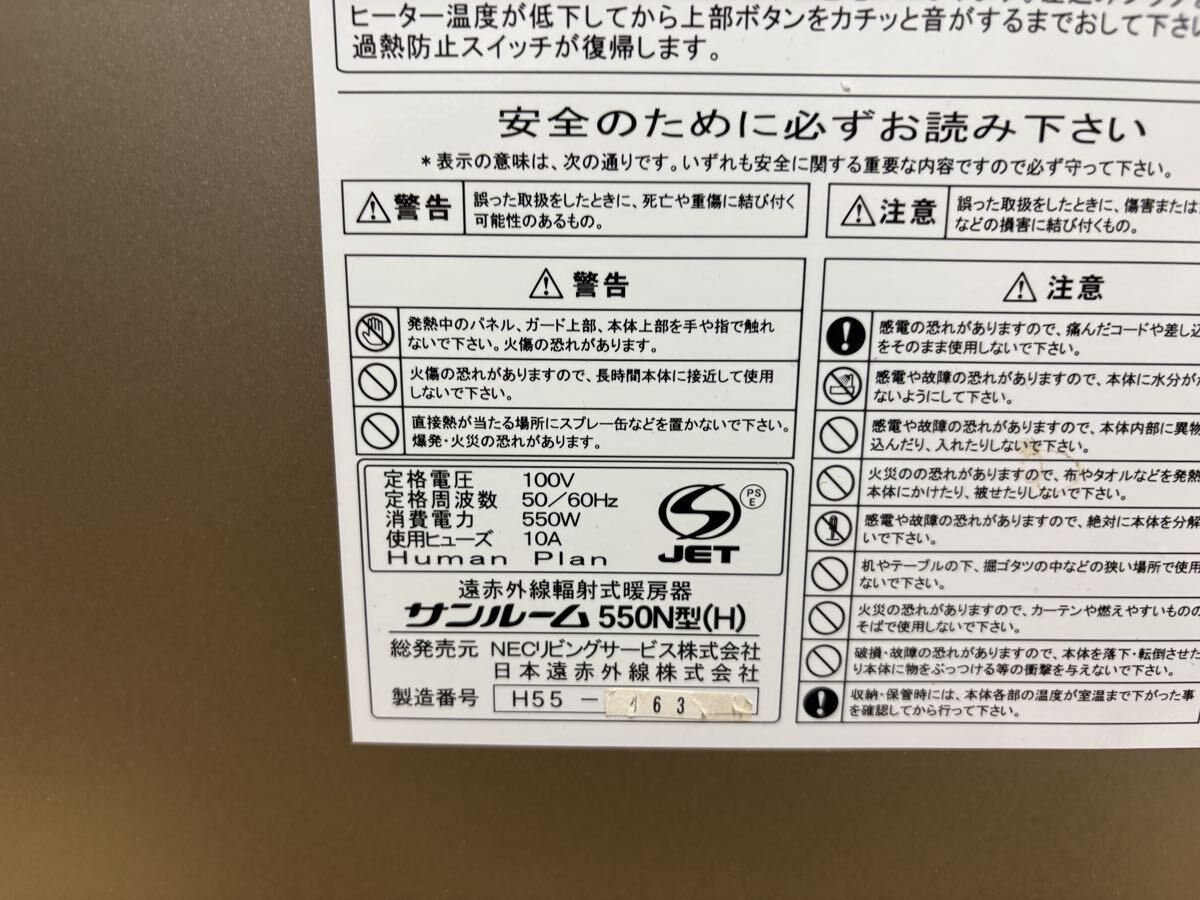 ヒーター温度が低下してから上部ボタンをカチッと音がするまでおして下さい
過熱防止スイッチが復帰します。
安全のために必ずお読み下さい
*表示の意味は、次の通りです。いずれも安全に関する重要な内容ですので必ず守って下さい。
警告
誤った取扱をしたときに、死亡や重傷に結び付く
可能性のあるもの。
注意
誤った取扱をしたときに、傷害または
などの損害に結び付くもの。
警告
発熱中のパネル、ガード上部、本体上部を手や指で触れ
ないで下さい。火傷の恐れがあります。
火傷の恐れがありますので、長時間本体に接近して使用
しないで下さい。
直接熱が当たる場所にスプレー缶などを置かないで下さい。
爆発・火災の恐れがあります。
定格電圧 100V
定格周波数 50/60Hz
消費電力 550W
使用ヒューズ 10A
Human Plan
JET
PS
E
遠赤外線輻射式暖房器
サンルーム 550N型(H)
総発売元 NECリビングサービス株式会社
日本遠赤外線株式会社
製造番号 H55- 163
注意
感電の恐れがありますので、痛んだコードや差し込
をそのまま使用しないで下さい。
感電や故障の恐れがありますので、本体に水分が
ないようにして下さい。
感電や故障の恐れがありますので、本体内部に異物
込んだり、入れたりしないで下さい。
火災のの恐れがありますので、布やタオルなどを発熱
本体にかけたり、被せたりしないで下さい。
感電や故障の恐れがありますので、絶対に本体を分解
いで下さい。
机やテーブルの下、掘ゴタツの中などの狭い場所で使用
ないで下さい。
火災の恐れがありますので、カーテンや燃えやすいものの
そばで使用しないで下さい。
破損・故障の恐れがありますので、本体を落下・転倒させた
り本体に物をぶっつける等の衝撃を与えないで下さい。
収納・保管時には、本体各部の温度が室温まで下がった事
を確認してから行って下さい。